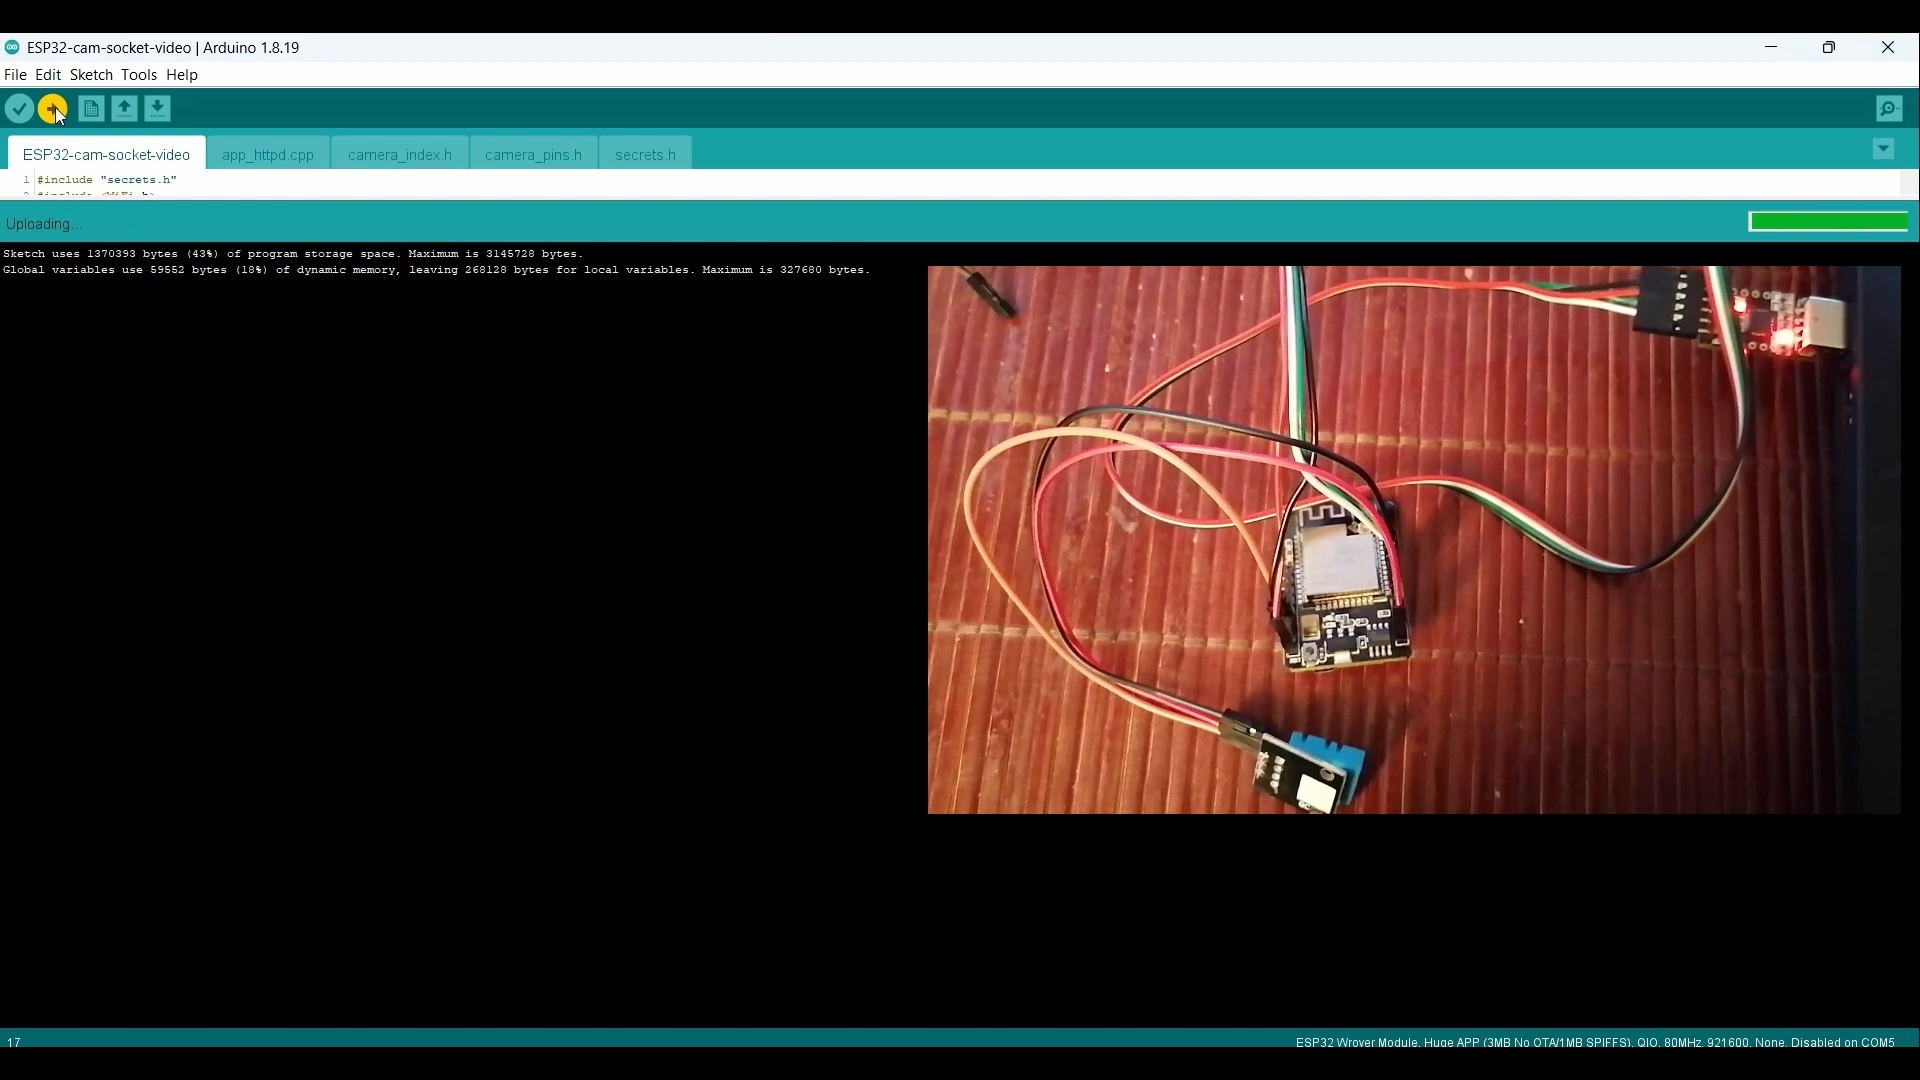 ESP32-cam-socket-video | Arduino 1.8.19
File Edit Sketch Tools Help
ESP32-cam-socket-video app_httpd.cpp camera_index.h camera_pins.h secrets.h
1 #include "secrets.h"
2 #include <WiFi.h>
Uploading...
Sketch uses 1370393 bytes (43%) of program storage space. Maximum is 3145728 bytes.
Global variables use 59552 bytes (18%) of dynamic memory, leaving 268128 bytes for local variables. Maximum is 327680 bytes.
17 ESP32 Wrover Module, Huge APP (3MB No OTA/1MB SPIFFS), QIO, 80MHz, 921600, None, Disabled on COM5